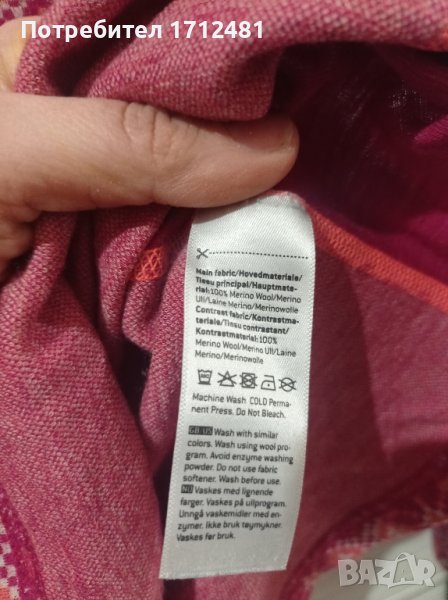 Потребител 1712481
Main fabric/Hovedmateriale/
Tissu principal/Hauptmate-
rial:100% Merino Wool/Merino
Ull/Laine Merino/Merinowolle
Contrast fabric/Kontrastma-
teriale/Tissu contrastant/
Kontrastmaterial:100%
Merino Wool/Merino Ull/Laine
Merino/Merinowolle
Machine Wash COLD Perma-
nent Press. Do Not Bleach.
GB-US Wash with similar
colors. Wash using wool pro-
gram. Avoid enzyme washing
powder. Do not use fabric
softener. Wash before use.
NO Vaskes med lignende
farger. Vaskes på ullprogram.
Unngå vaskemidler med en-
zymer. Ikke bruk tøymykner.
Vaskes før bruk.
BAZAR